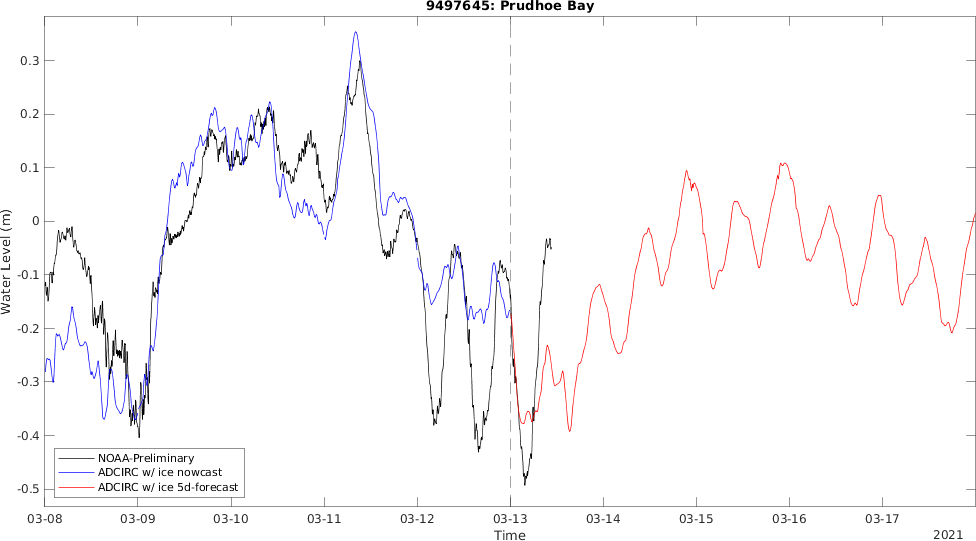 9497645: Prudhoe Bay
Water Level (m)
0.3
0.2
0.1
0
-0.1
-0.2
-0.3
-0.4
-0.5
NOAA-Preliminary
ADCIRC w/ ice nowcast
ADCIRC w/ ice 5d-forecast
03-08 03-09 03-10 03-11 03-12 03-13 03-14 03-15 03-16 03-17
Time
2021